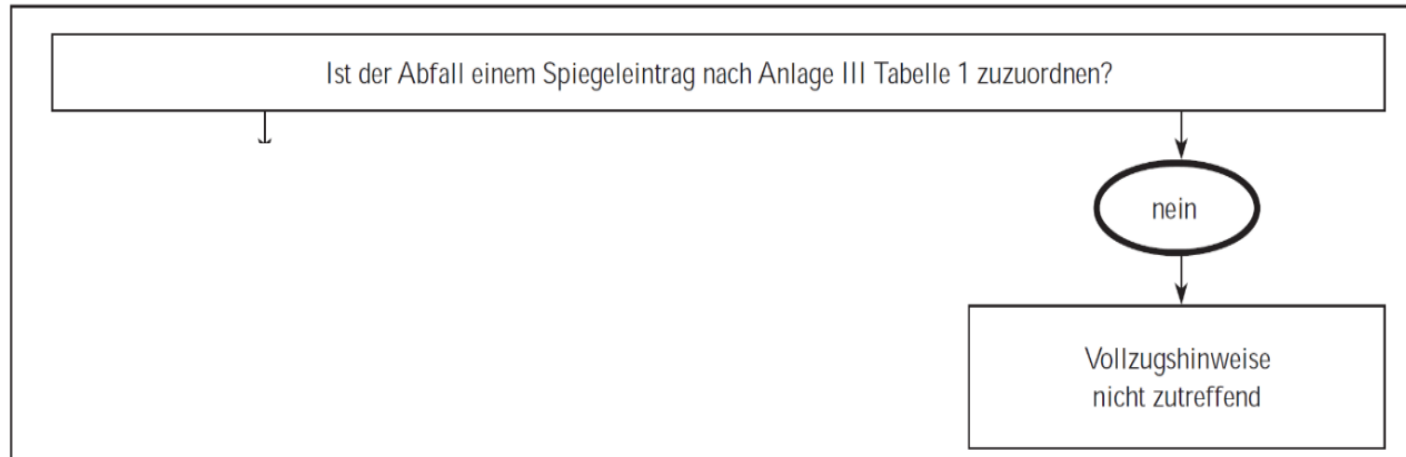 Ist der Abfall einem Spiegeleintrag nach Anlage III Tabelle 1 zuzuordnen?
nein
Vollzugshinweise
nicht zutreffend